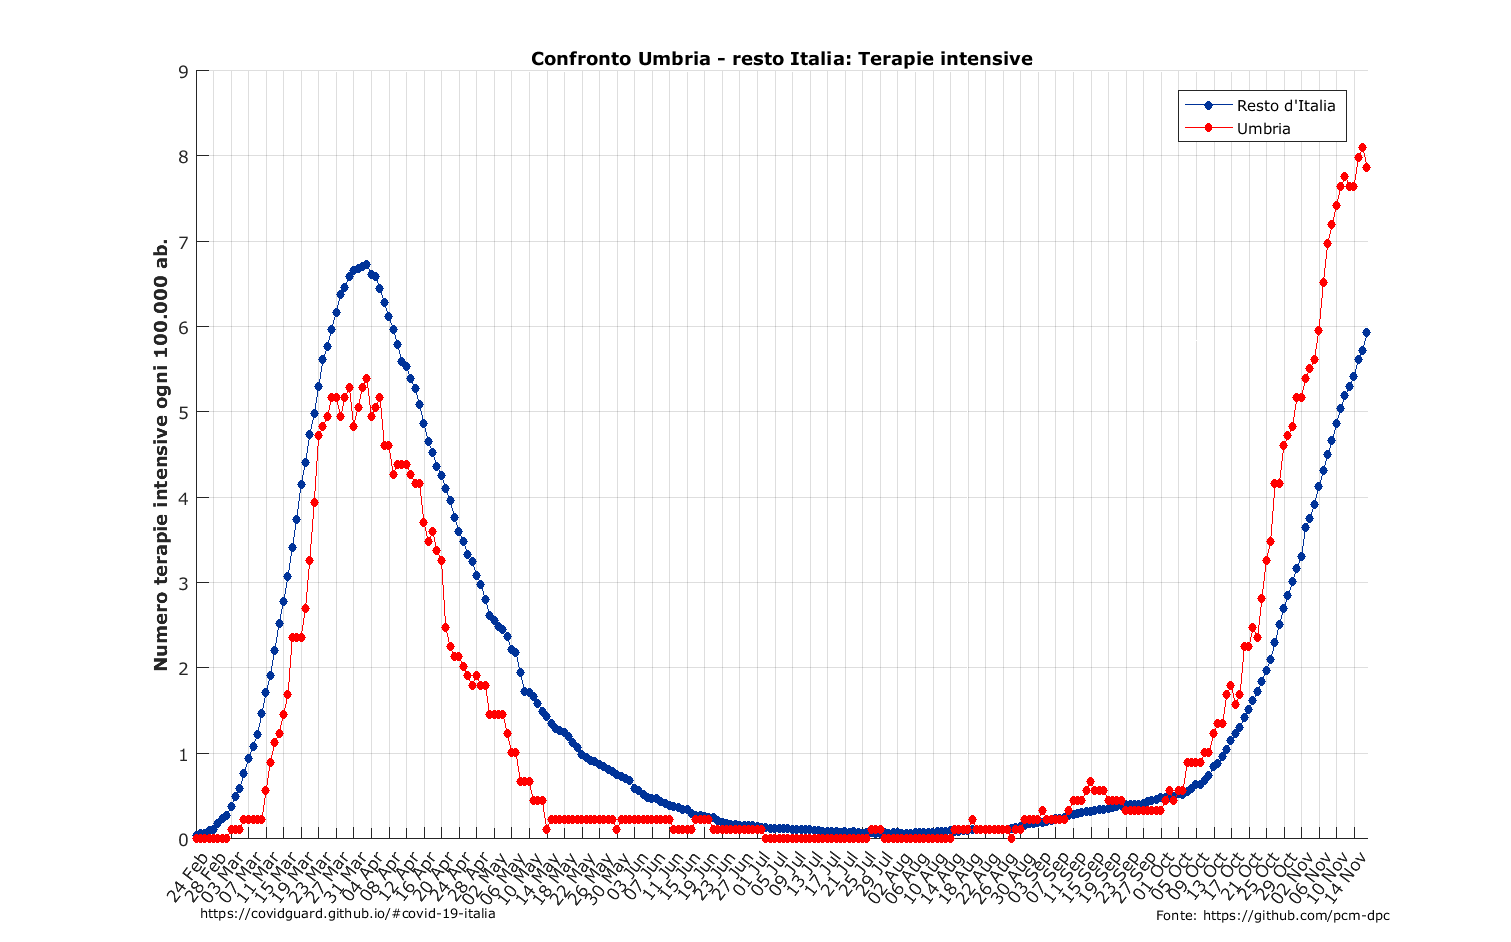 Confronto Umbria - resto Italia: Terapie intensive
Resto d'Italia
Umbria
Numero terapie intensive ogni 100.000 ab.
9
8
7
6
5
4
3
2
1
0
24 Feb
28 Feb
03 Mar
07 Mar
11 Mar
15 Mar
19 Mar
23 Mar
27 Mar
31 Mar
04 Apr
08 Apr
12 Apr
16 Apr
20 Apr
24 Apr
28 Apr
02 May
06 May
10 May
14 May
18 May
22 May
26 May
30 May
03 Jun
07 Jun
11 Jun
15 Jun
19 Jun
23 Jun
27 Jun
01 Jul
05 Jul
09 Jul
13 Jul
17 Jul
21 Jul
25 Jul
29 Jul
02 Aug
06 Aug
10 Aug
14 Aug
18 Aug
22 Aug
26 Aug
30 Aug
03 Sep
07 Sep
11 Sep
15 Sep
19 Sep
23 Sep
27 Sep
01 Oct
05 Oct
09 Oct
13 Oct
17 Oct
21 Oct
25 Oct
29 Oct
02 Nov
06 Nov
10 Nov
14 Nov
https://covidguard.github.io/#covid-19-italia
Fonte: https://github.com/pcm-dpc